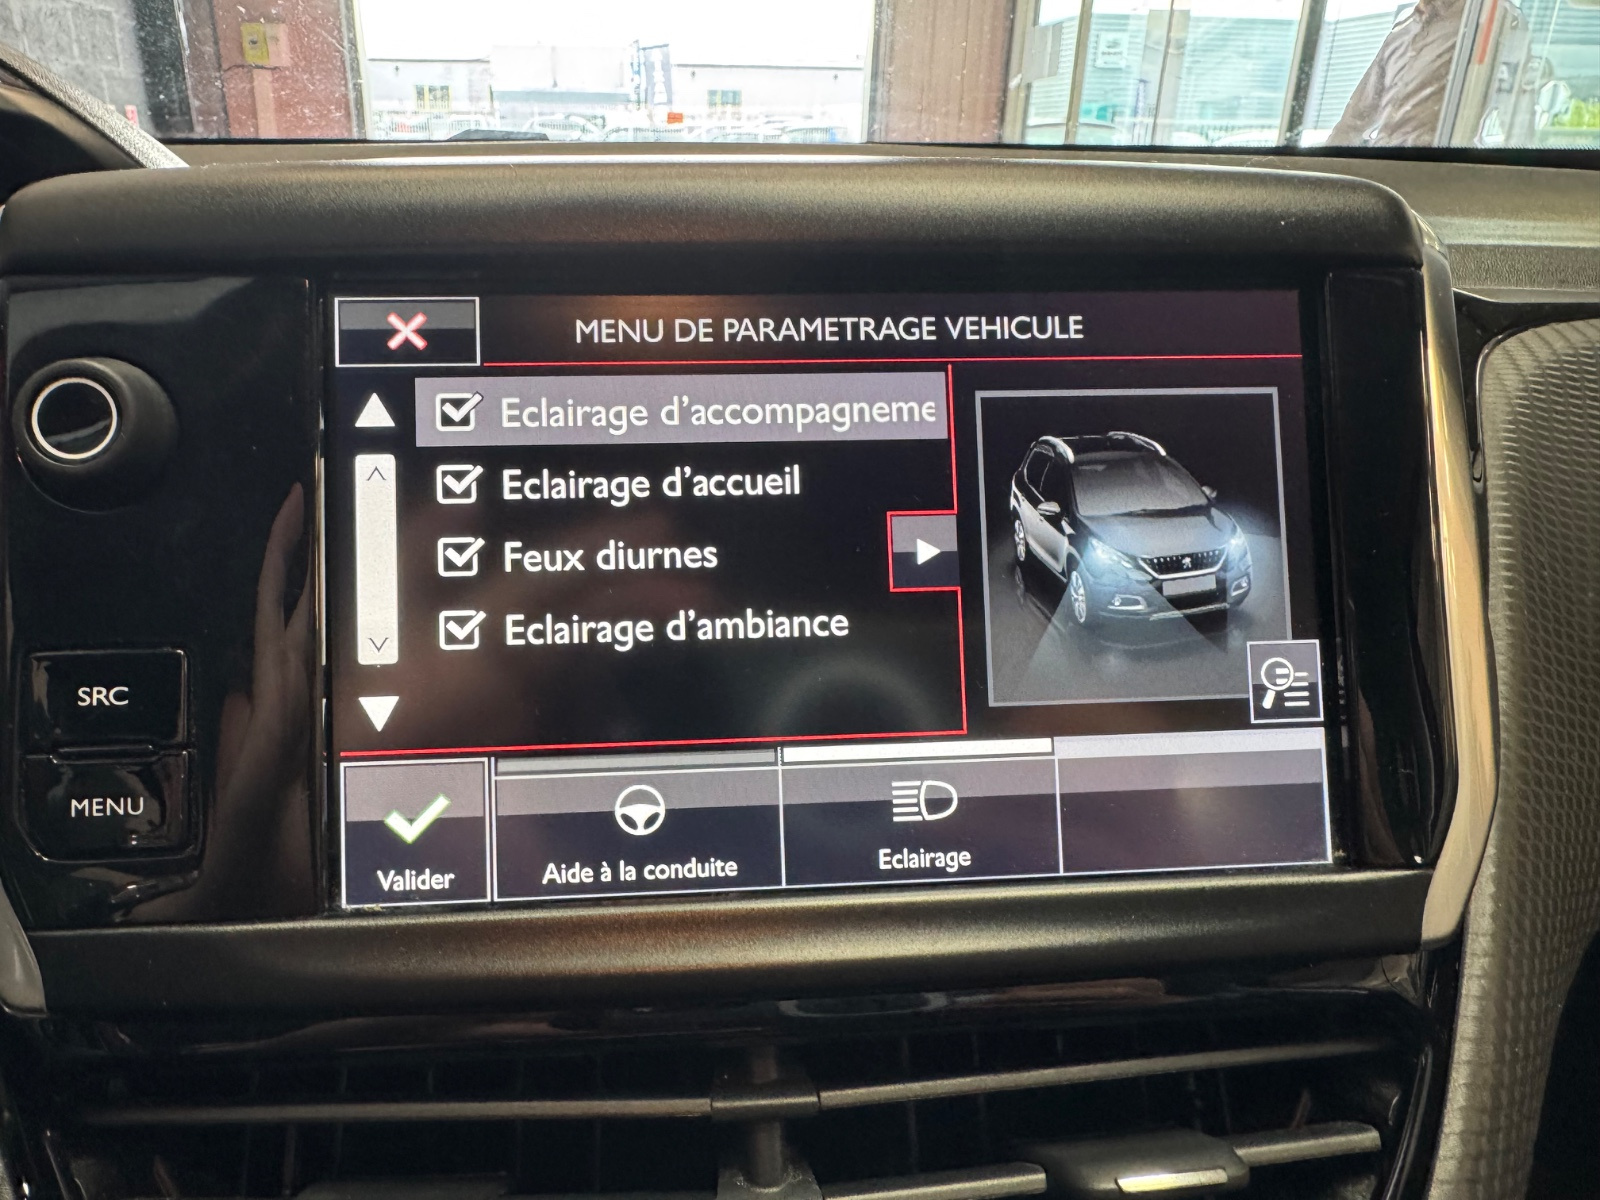 MENU DE PARAMETRAGE VEHICULE
Eclairage d'accompagneme
Eclairage d'accueil
Feux diurnes
Eclairage d'ambiance
SRC
MENU
Valider
Aide à la conduite
Eclairage